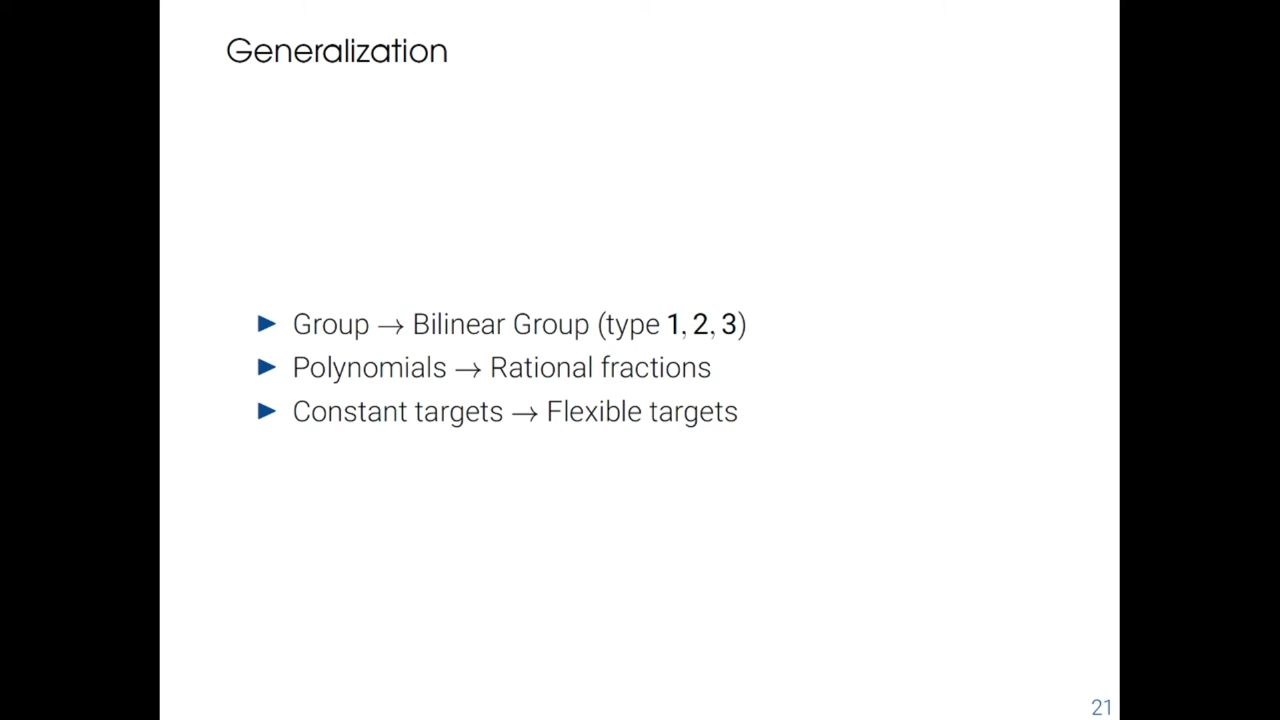 Generalization
► Group → Bilinear Group (type 1, 2, 3)
► Polynomials → Rational fractions
► Constant targets → Flexible targets
21